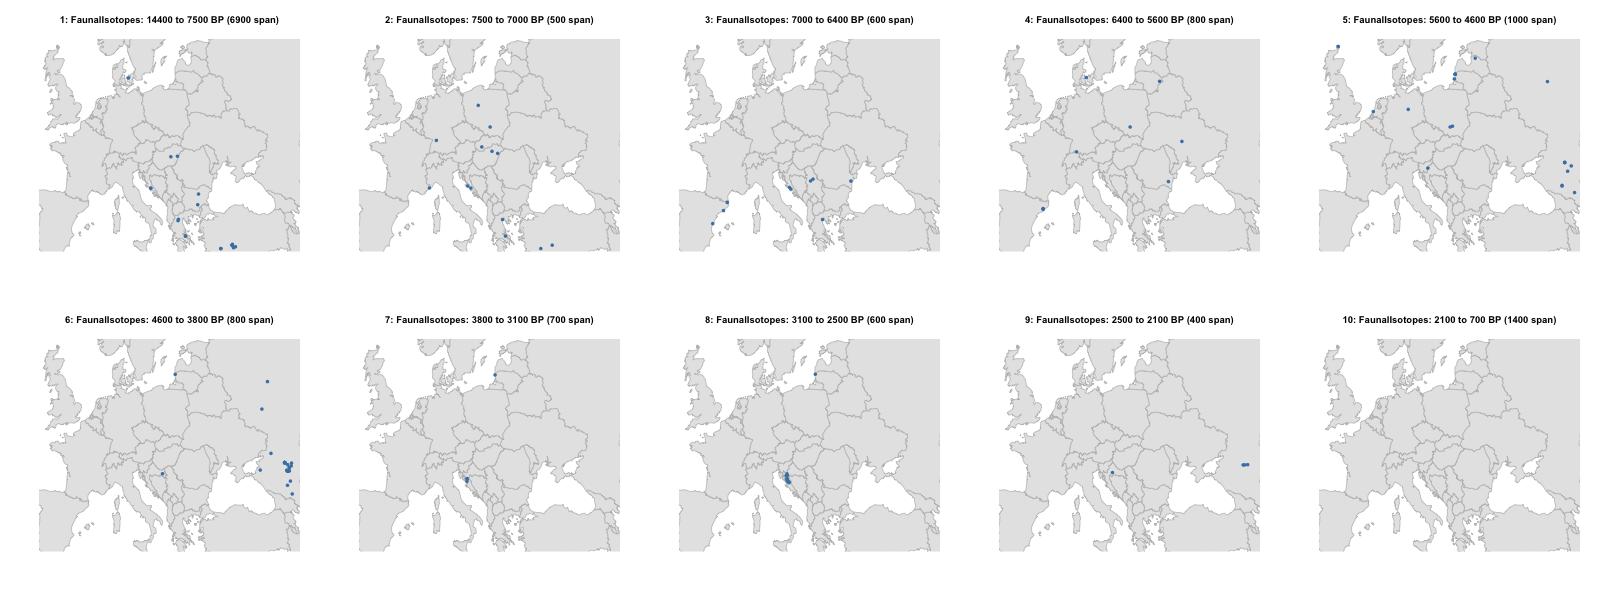 1: FaunalIsotopes: 14400 to 7500 BP (6900 span)
2: FaunalIsotopes: 7500 to 7000 BP (500 span)
3: FaunalIsotopes: 7000 to 6400 BP (600 span)
4: FaunalIsotopes: 6400 to 5600 BP (800 span)
5: FaunalIsotopes: 5600 to 4600 BP (1000 span)
6: FaunalIsotopes: 4600 to 3800 BP (800 span)
7: FaunalIsotopes: 3800 to 3100 BP (700 span)
8: FaunalIsotopes: 3100 to 2500 BP (600 span)
9: FaunalIsotopes: 2500 to 2100 BP (400 span)
10: FaunalIsotopes: 2100 to 700 BP (1400 span)